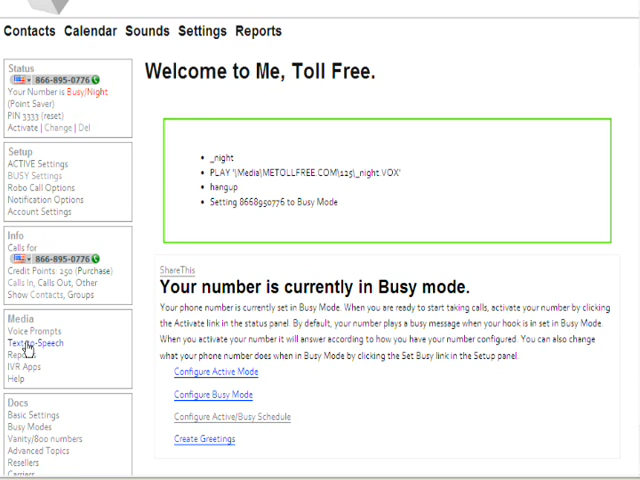 Contacts Calendar Sounds Settings Reports
Status
866-895-0776
Your Number is Busy/Night
(Point Saver)
PIN 3333 (reset)
Activate | Change | Del
Setup
ACTIVE Settings
BUSY Settings
Robo Call Options
Notification Options
Account Settings
Info
Calls for
866-895-0776
Credit Points: 250 (Purchase)
Calls In, Calls Out, Other
Show Contacts, Groups
Media
Voice Prompts
Text-to-Speech
IVR Apps
Help
Docs
Basic Settings
Busy Modes
Vanity/800 numbers
Advanced Topics
Resellers
Carriers
Welcome to Me, Toll Free.
• _night
• PLAY '\Media\METOLLFREE.COM\125\_night.VOX'
• hangup
• Setting 8668950776 to Busy Mode
ShareThis
Your number is currently in Busy mode.
Your phone number is currently set in Busy Mode. When you are ready to start taking calls, activate your number by clicking
the Activate link in the status panel. By default, your number plays a busy message when your hook is in set in Busy Mode.
When you activate your number it will answer according to how you have your number configured. You can also change
what your phone number does when in Busy Mode by clicking the Set Busy link in the Setup panel.
Configure Active Mode
Configure Busy Mode
Configure Active/Busy Schedule
Create Greetings